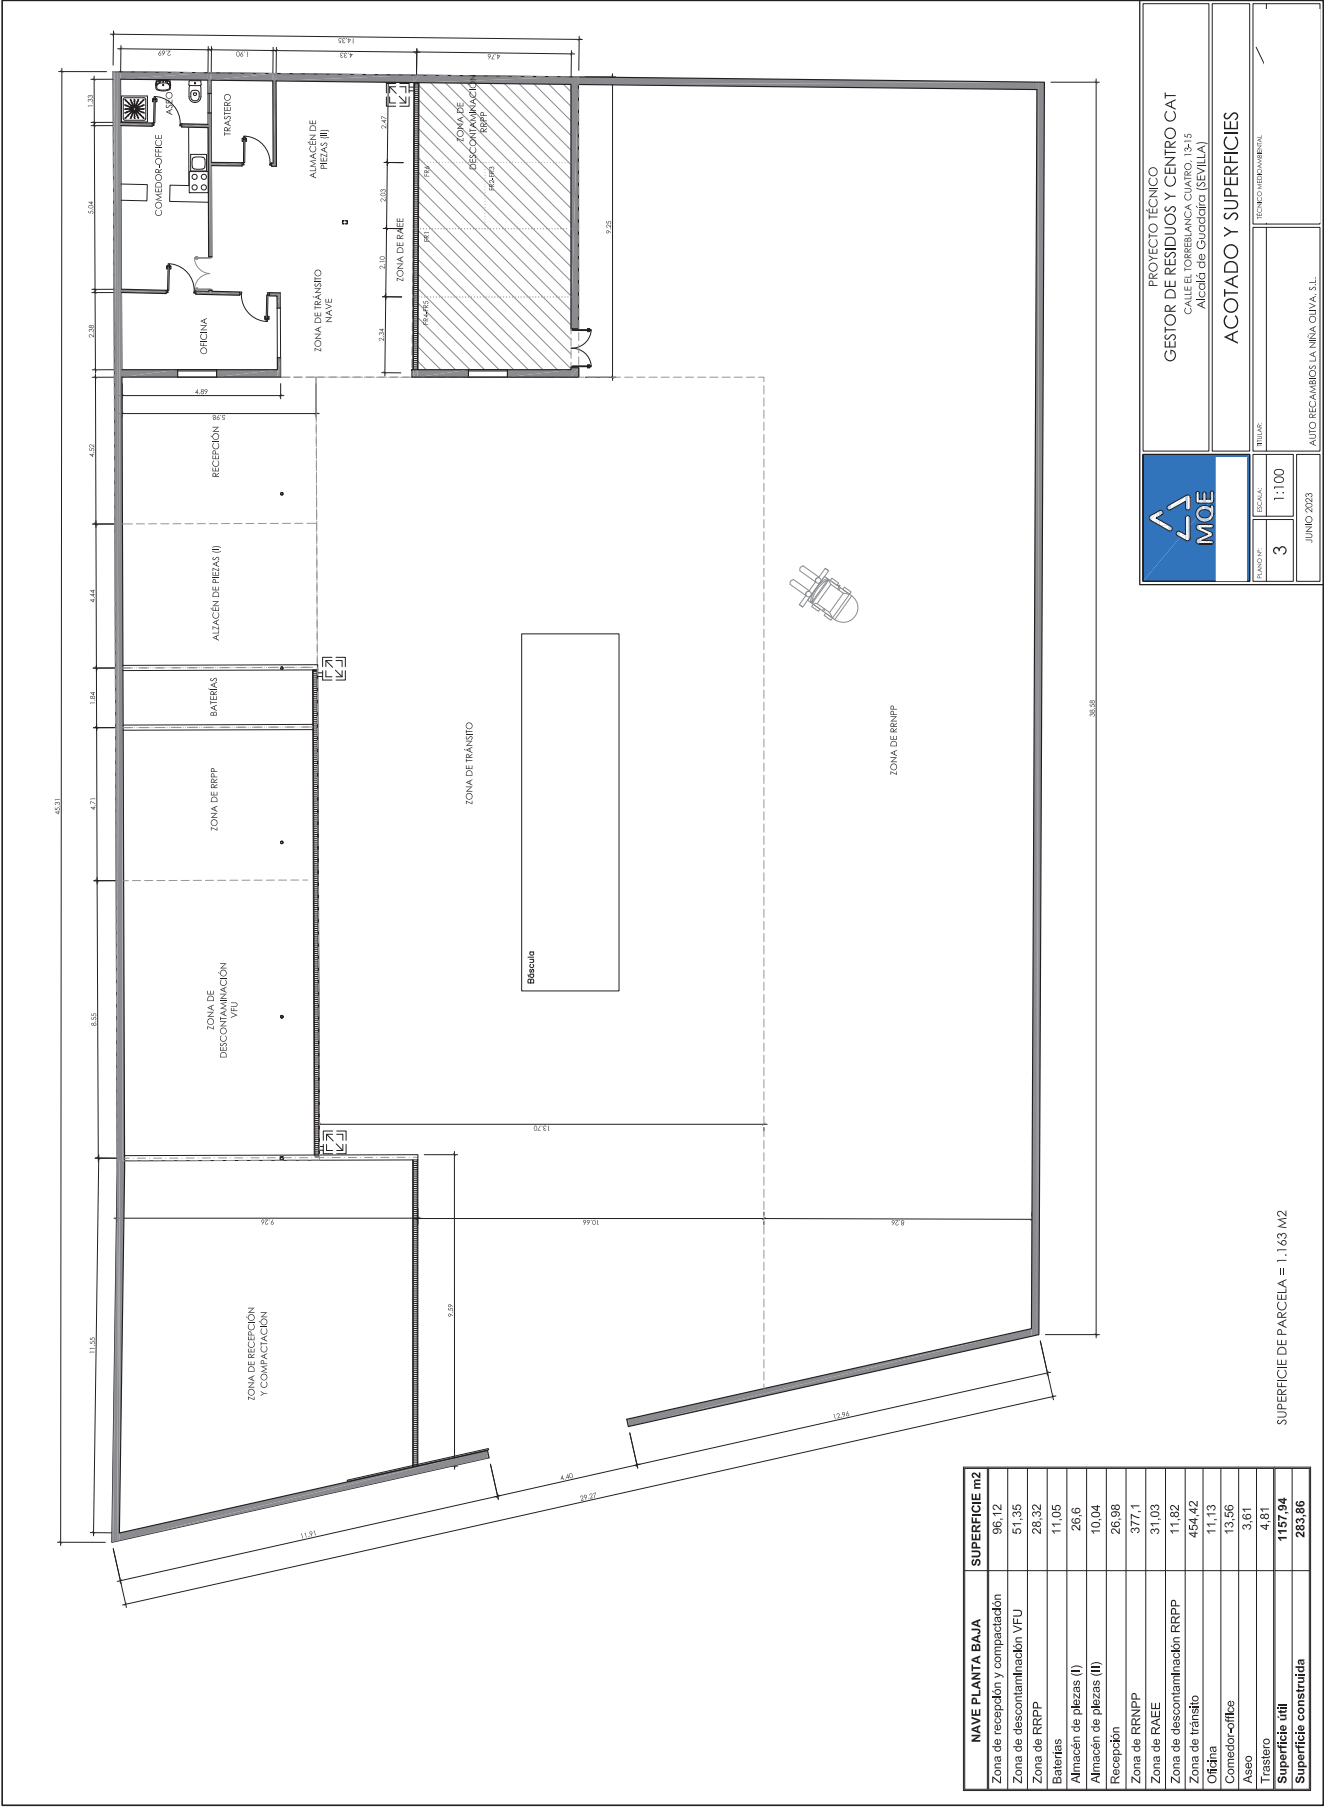 PROYECTO TÉCNICO
GESTOR DE RESIDUOS Y CENTRO CAT
CALLE EL TORREBLANCA CUATRO, 13-15
Alcalá de Guadaíra (SEVILLA)
ACOTADO Y SUPERFICIES
TÉCNICO MEDIOAMBIENTAL
TITULAR:
AUTO RECAMBIOS LA NIÑA OLIVA, S.L.
MQE
PLANO Nº:
3
ESCALA:
1:100
JUNIO 2023
14.35
2.69
1.90
4.33
4.76
1.33
5.04
2.38
4.52
4.44
1.84
4.71
8.55
11.55
45.31
ASEO
TRASTERO
COMEDOR-OFFICE
OFICINA
ALMACÉN DE
PIEZAS (II)
ZONA DE TRÁNSITO
NAVE
ZONA DE RAEE
2.47
2.03
2.10
2.34
ZONA DE
DESCONTAMINACIÓN
RRPP
FR6
FR2-FR3
FR1
FR4-FR5
9.25
4.89
5.98
RECEPCIÓN
ALZACÉN DE PIEZAS (I)
BATERÍAS
ZONA DE RRPP
ZONA DE
DESCONTAMINACIÓN
VFU
ZONA DE TRÁNSITO
Báscula
ZONA DE RRNPP
38.58
13.70
9.26
10.66
8.26
ZONA DE RECEPCIÓN
Y COMPACTACIÓN
9.59
11.91
4.40
29.27
12.96
SUPERFICIE DE PARCELA = 1.163 M2
NAVE PLANTA BAJA SUPERFICIE m2
Zona de recepción y compactación 96,12
Zona de descontaminación VFU 51,35
Zona de RRPP 28,32
Baterías 11,05
Almacén de piezas (I) 26,6
Almacén de piezas (II) 10,04
Recepción 26,98
Zona de RRNPP 377,1
Zona de RAEE 31,03
Zona de descontaminación RRPP 11,82
Zona de tránsito 454,42
Oficina 11,13
Comedor-office 13,56
Aseo 3,61
Trastero 4,81
Superficie útil 1157,94
Superficie construida 283,86